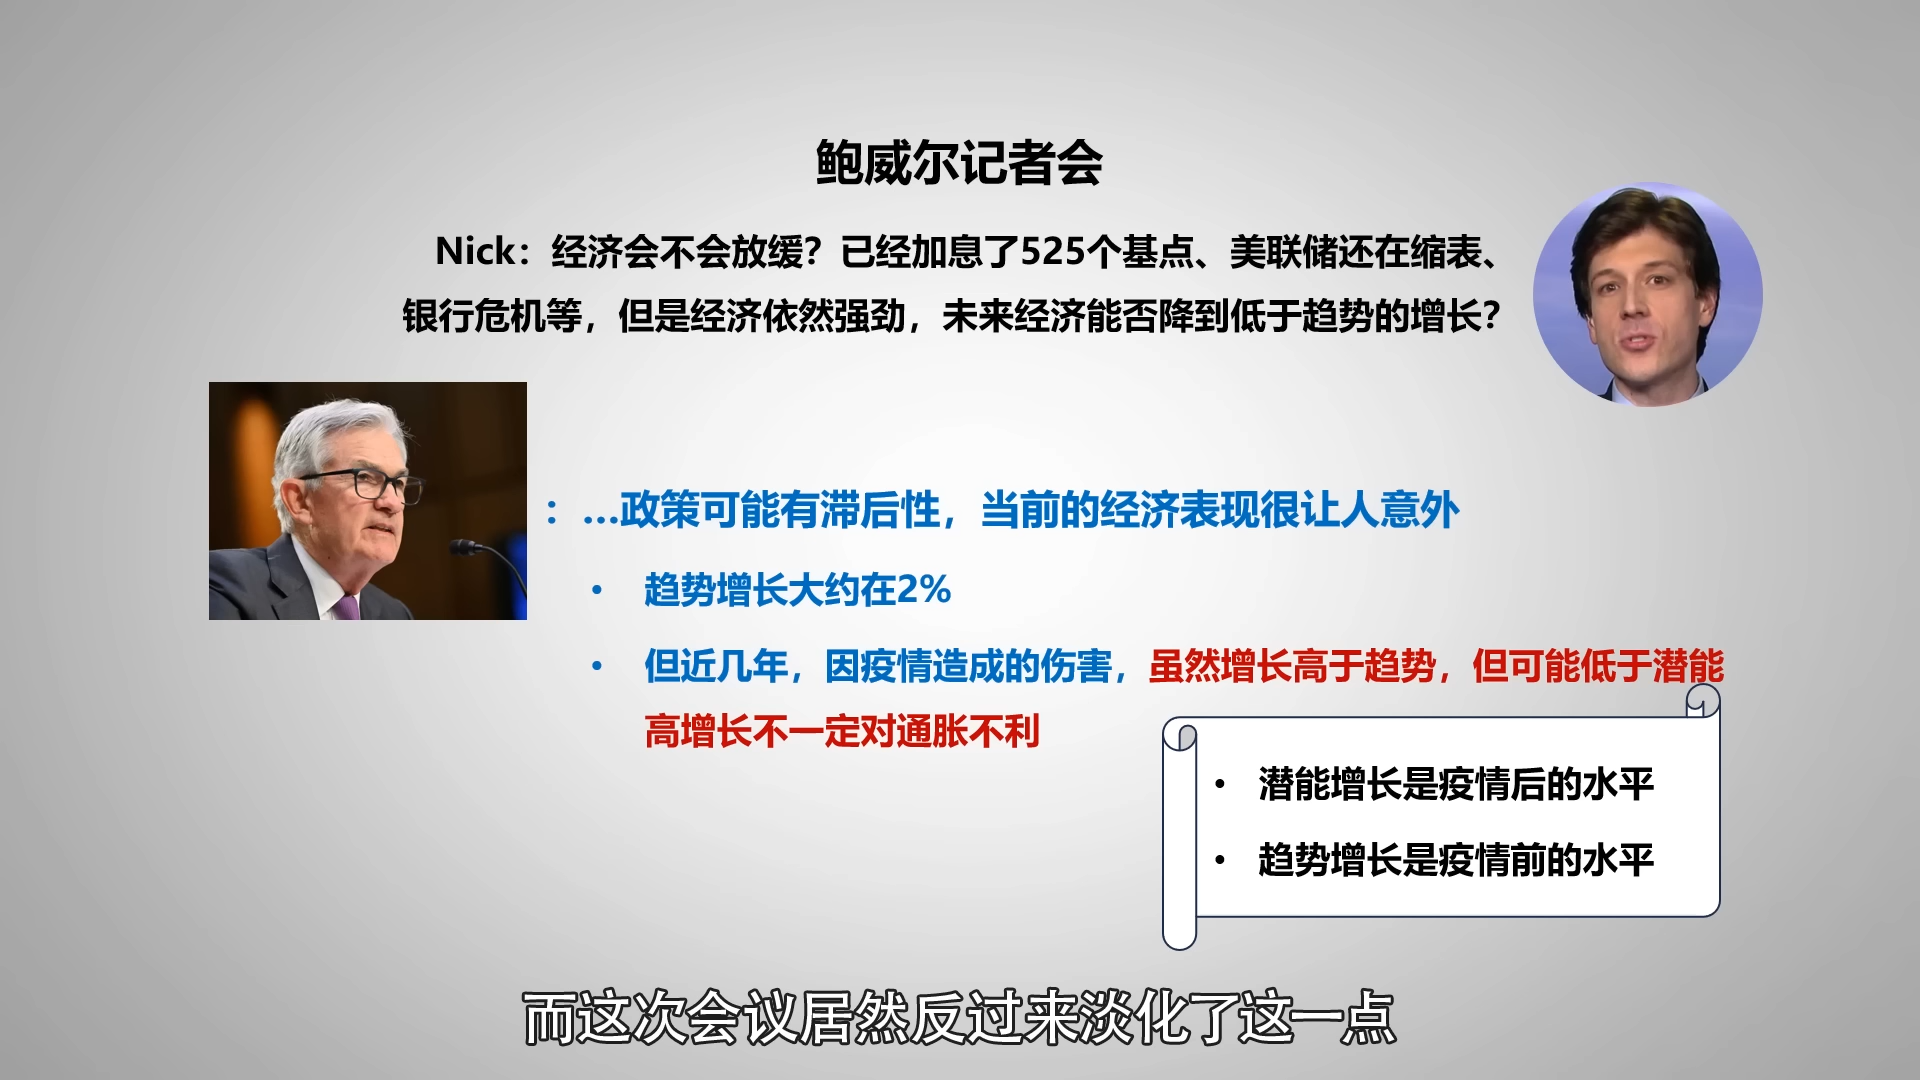 鲍威尔记者会
Nick：经济会不会放缓？已经加息了525个基点、美联储还在缩表、
银行危机等，但是经济依然强劲，未来经济能否降到低于趋势的增长？
：…政策可能有滞后性，当前的经济表现很让人意外
• 趋势增长大约在2%
• 但近几年，因疫情造成的伤害，虽然增长高于趋势，但可能低于潜能
高增长不一定对通胀不利
• 潜能增长是疫情后的水平
• 趋势增长是疫情前的水平
而这次会议居然反过来淡化了这一点